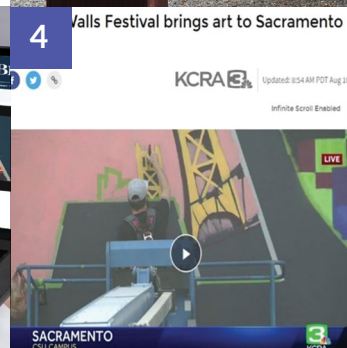 4
Walls Festival brings art to Sacramento
KCRA 3
Updated: 8:54 AM PDT Aug
Infinite Scroll Enabled
LIVE
SACRAMENTO
CSU CAMPUS
3
KCRA